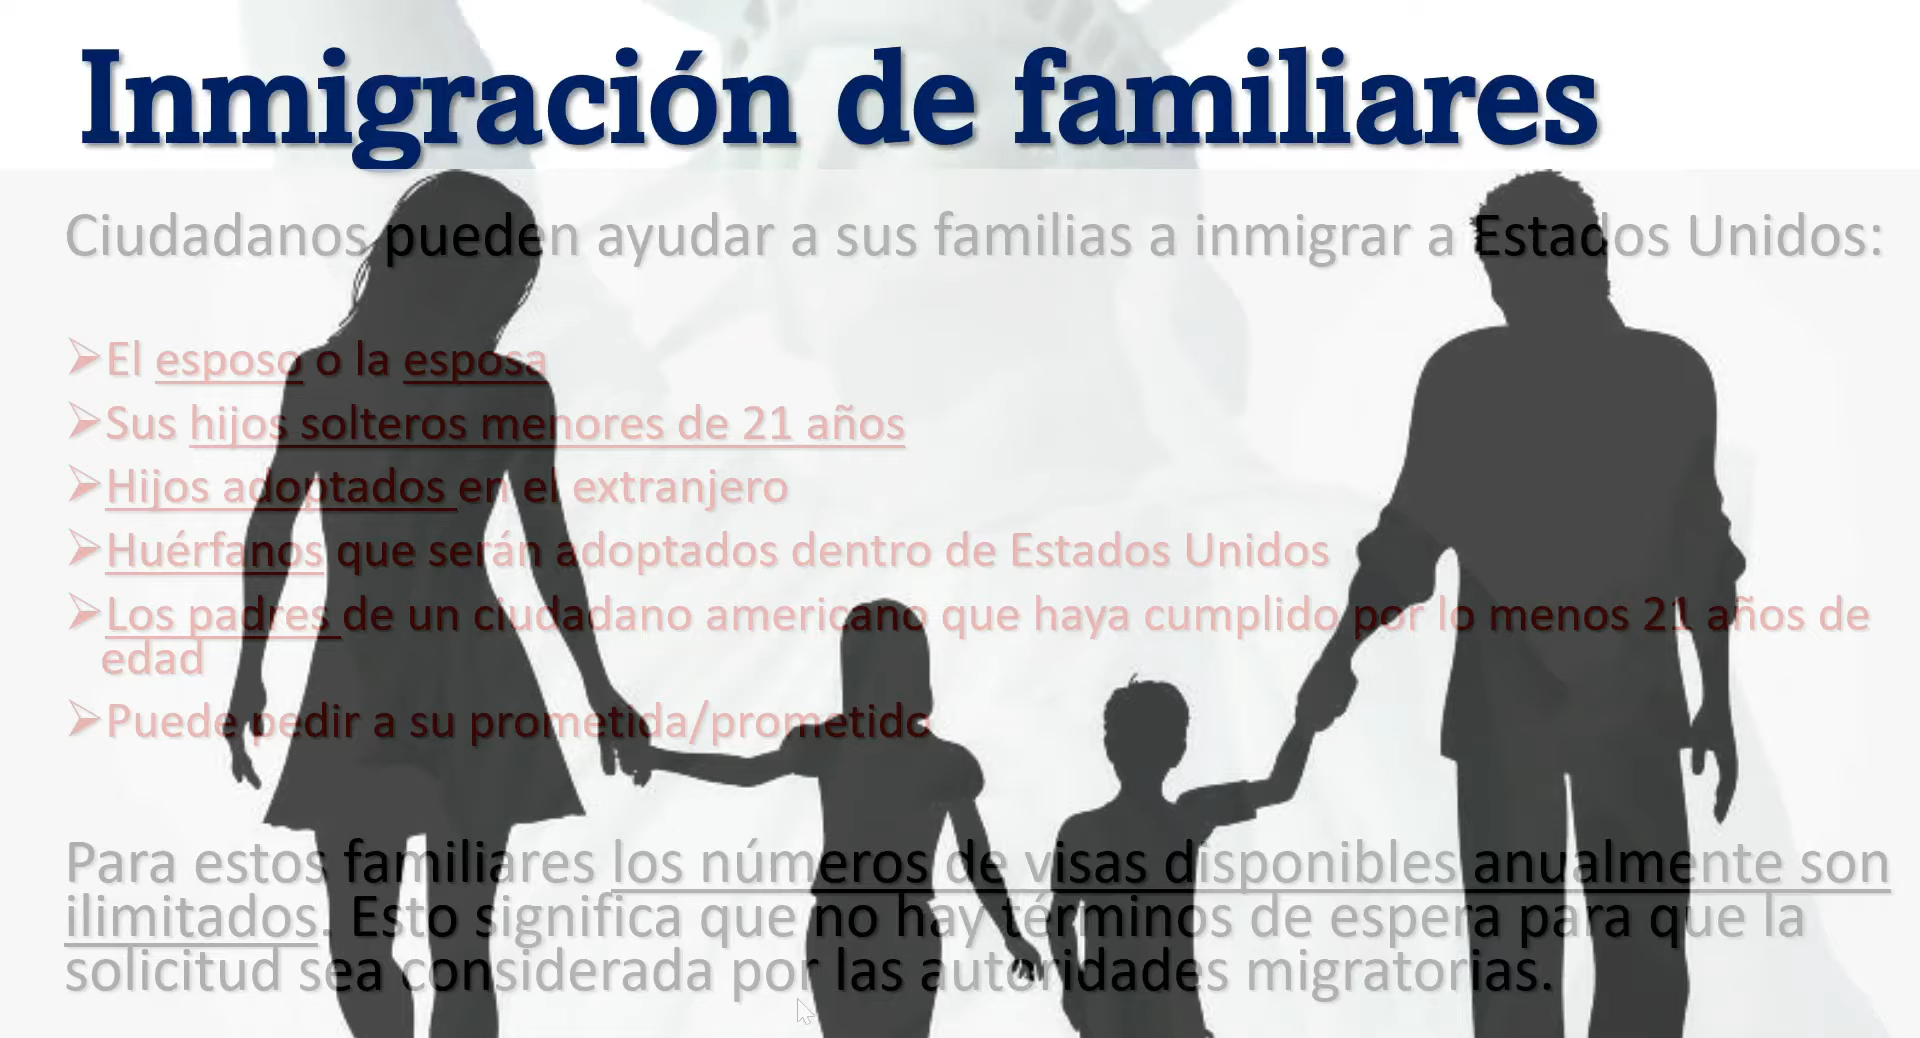 Inmigración de familiares
Ciudadanos pueden ayudar a sus familias a inmigrar a Estados Unidos:
➢El esposo o la esposa
➢Sus hijos solteros menores de 21 años
➢Hijos adoptados en el extranjero
➢Huérfanos que serán adoptados dentro de Estados Unidos
➢Los padres de un ciudadano americano que haya cumplido por lo menos 21 años de
edad
➢Puede pedir a su prometida/prometido
Para estos familiares los números de visas disponibles anualmente son
ilimitados. Esto significa que no hay términos de espera para que la
solicitud sea considerada por las autoridades migratorias.